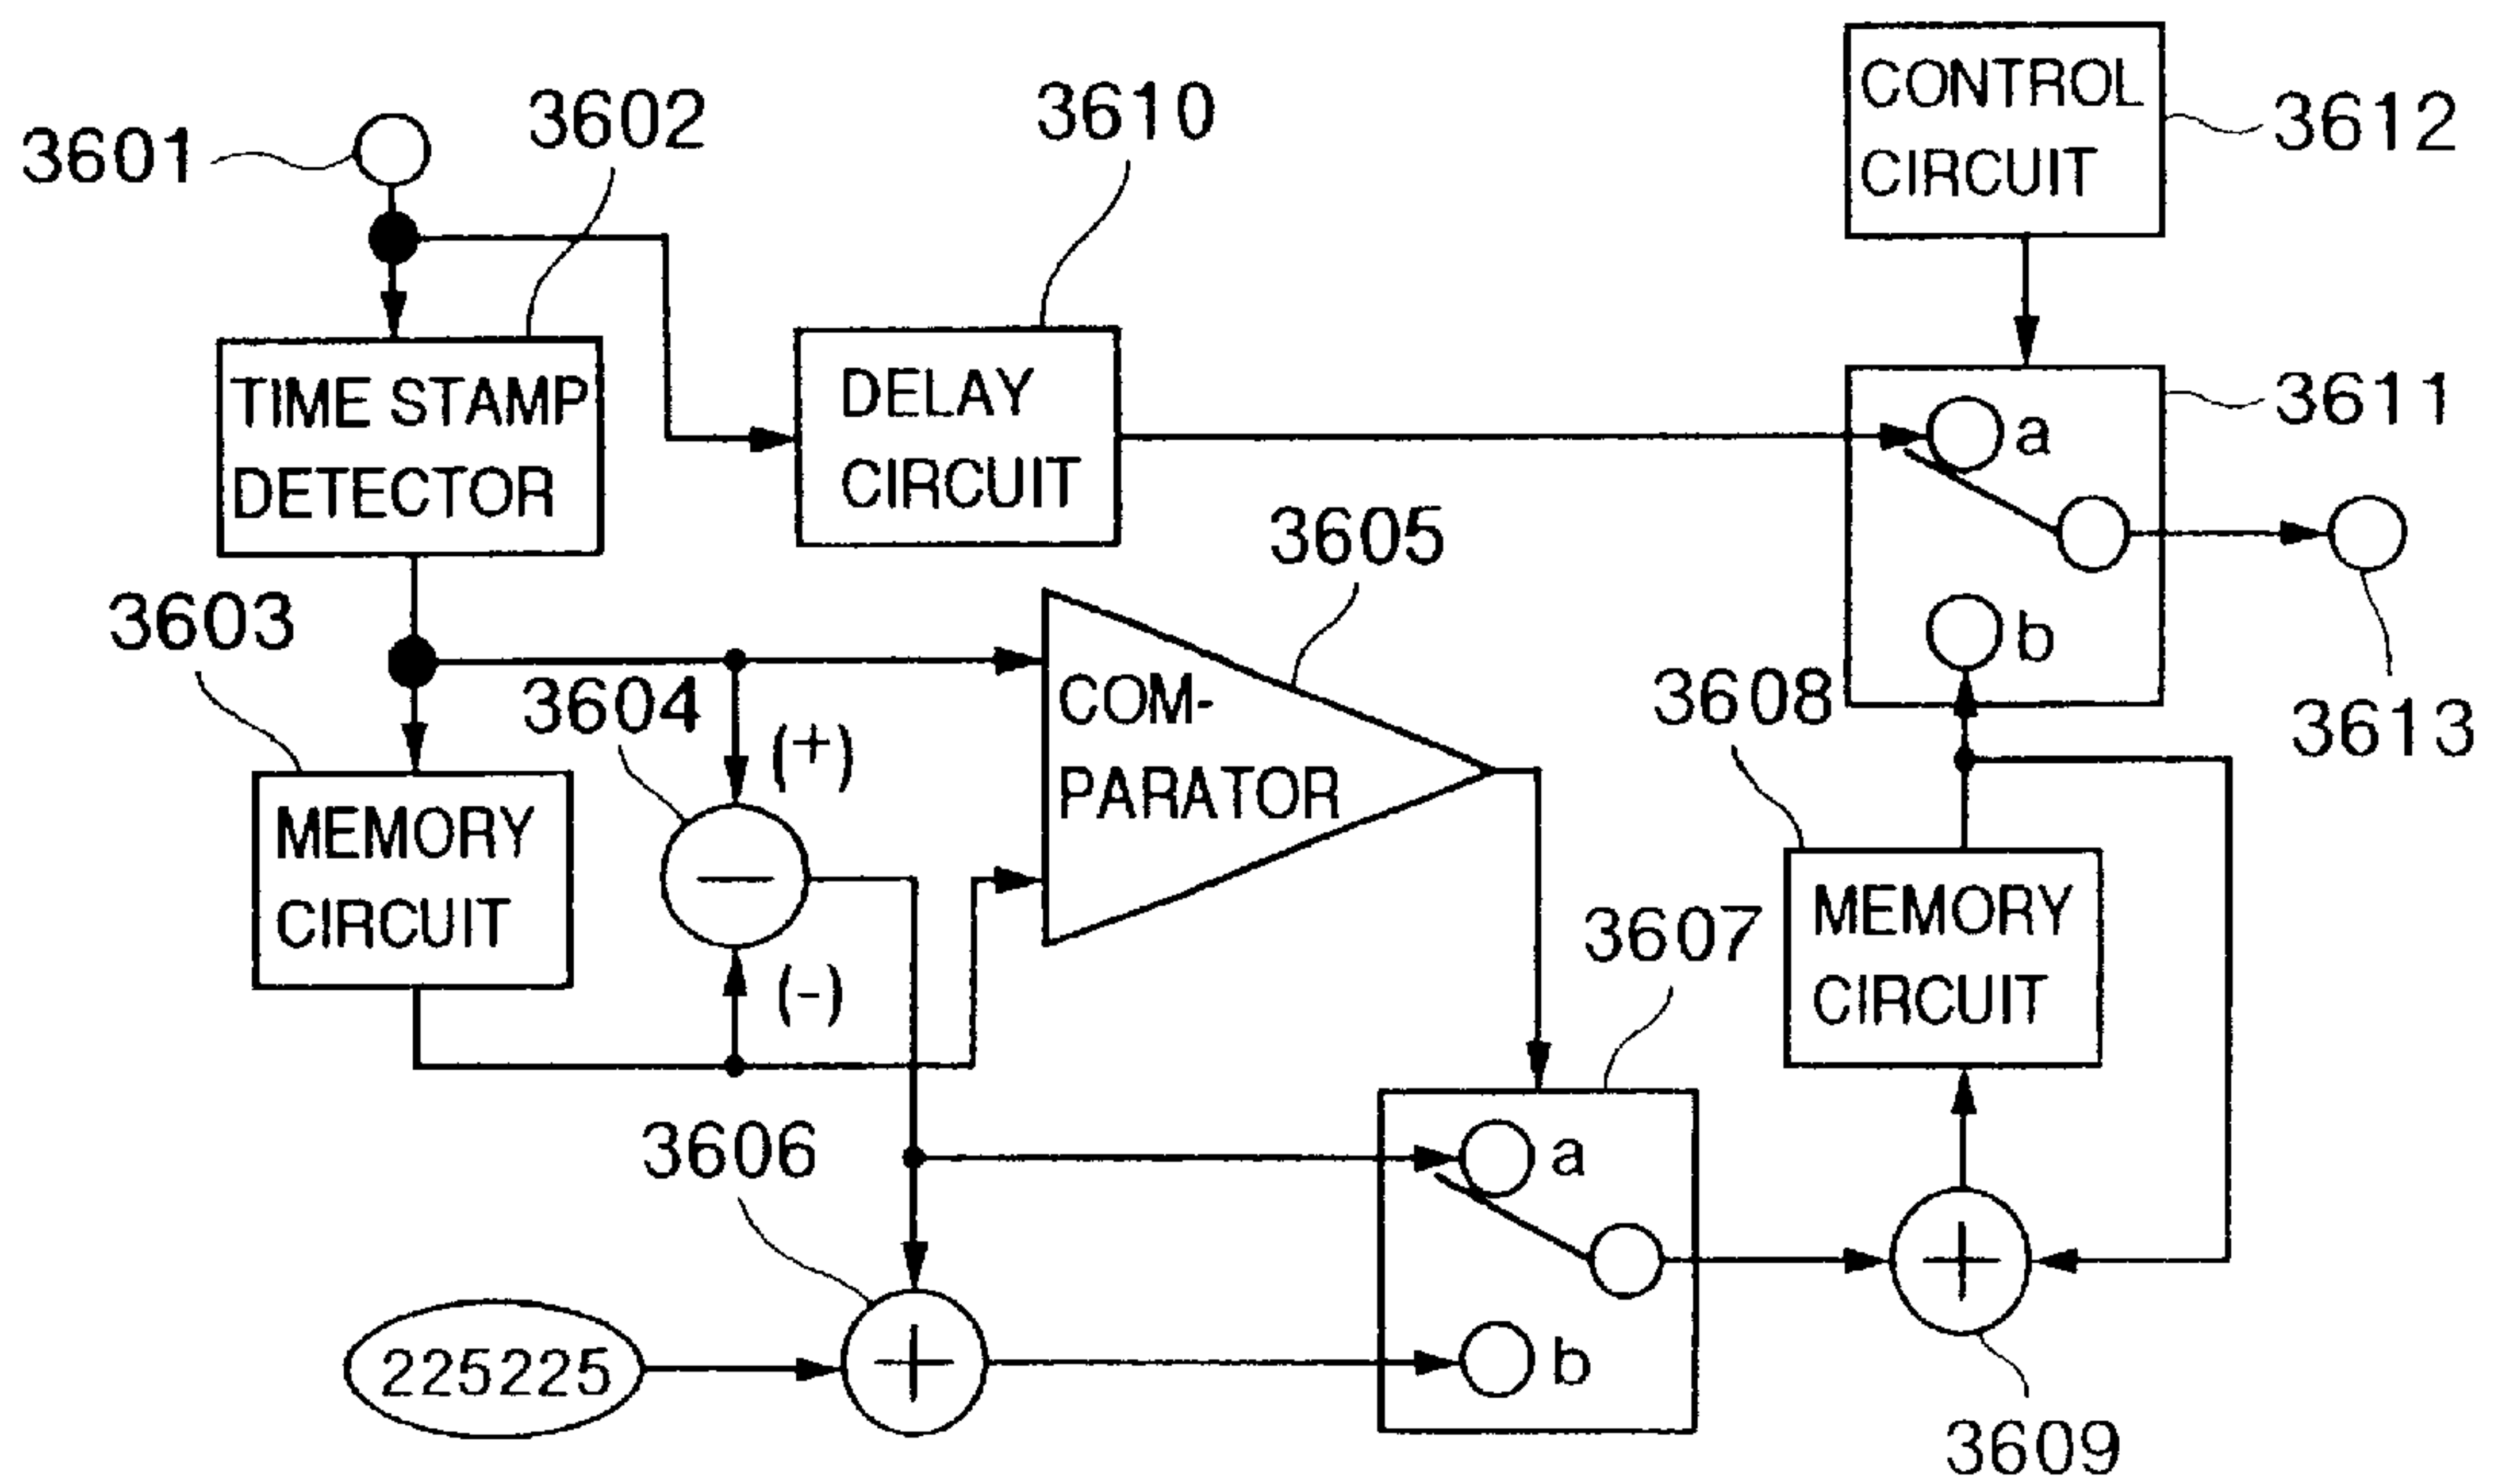 3601
3602
3610
CONTROL
CIRCUIT
3612
TIME STAMP
DETECTOR
DELAY
CIRCUIT
a
b
3611
3613
3603
3604
(+)
(-)
3605
COM-
PARATOR
3608
MEMORY
CIRCUIT
MEMORY
CIRCUIT
3607
3606
a
b
225225
3609